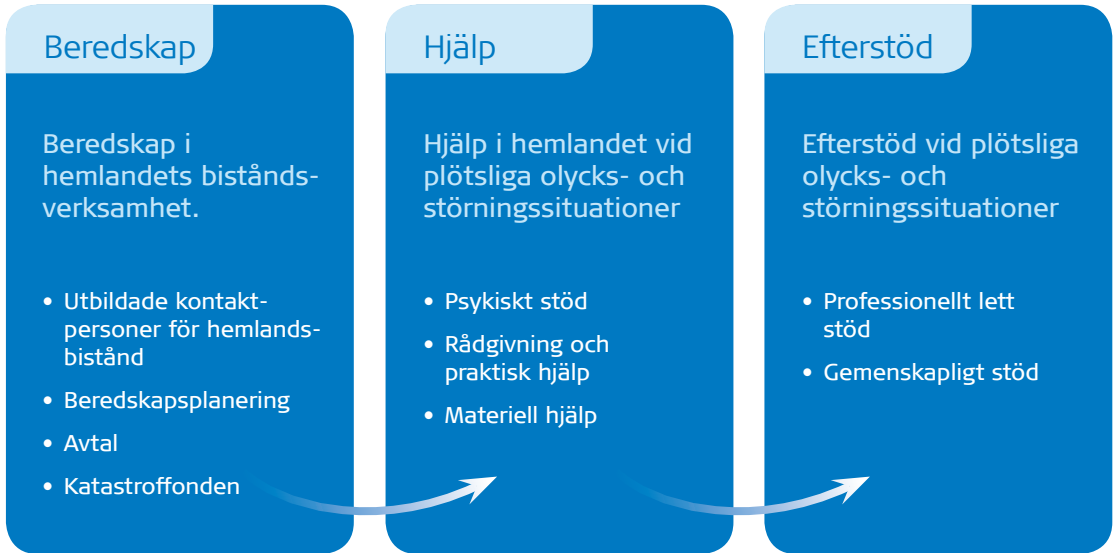 Beredskap
Beredskap i
hemlandets bistånds-
verksamhet.
• Utbildade kontakt-
personer för hemlands-
bistånd
• Beredskapsplanering
• Avtal
• Katastroffonden
Hjälp
Hjälp i hemlandet vid
plötsliga olycks- och
störningssituationer
• Psykiskt stöd
• Rådgivning och
praktisk hjälp
• Materiell hjälp
Efterstöd
Efterstöd vid plötsliga
olycks- och
störningssituationer
• Professionellt lett
stöd
• Gemenskapligt stöd